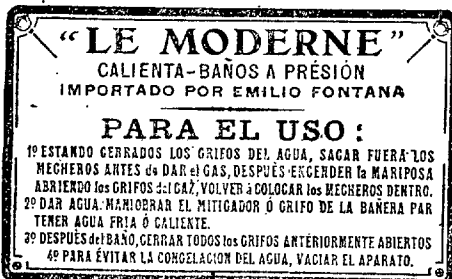 “LE MODERNE”
CALIENTA-BAÑOS A PRÉSIÓN
IMPORTADO POR EMILIO FONTANA
PARA EL USO:
1º ESTANDO CERRADOS LOS GRIFOS DEL AGUA, SACAR FUERA LOS
MECHEROS ANTES de DAR el GAS, DESPUÉS ENCENDER la MARIPOSA
ABRIENDO los GRIFOS del GAZ, VOLVER á COLOCAR los MECHEROS DENTRO.
2º DAR AGUA. MANIOBRAR EL MITIGADOR Ó GRIFO DE LA BAÑERA PAR
TENER AGUA FRIA Ó CALIENTE.
3º DESPUÉS del BAÑO, CERRAR TODOS los GRIFOS ANTÉRIORMENTE ABIERTOS
4º PARA ÉVITAR LA CONGELACION DEL AGUA, VACIAR EL APARATO.